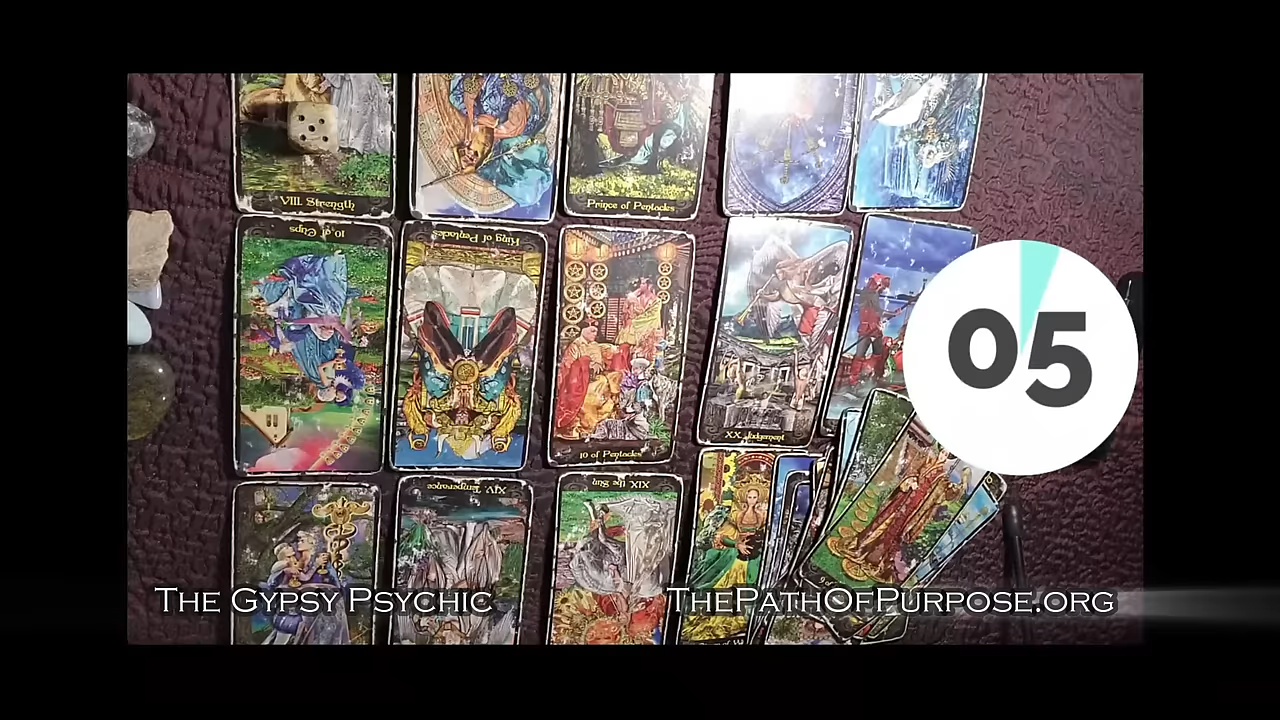 VIII. Strength
Prince of Pentacles
10 of Cups
King of Pentacles
10 of Pentacles
XX. Judgement
05
XIV. Temperance
XIX the Sun
The Gypsy Psychic
ThePathOfPurpose.org